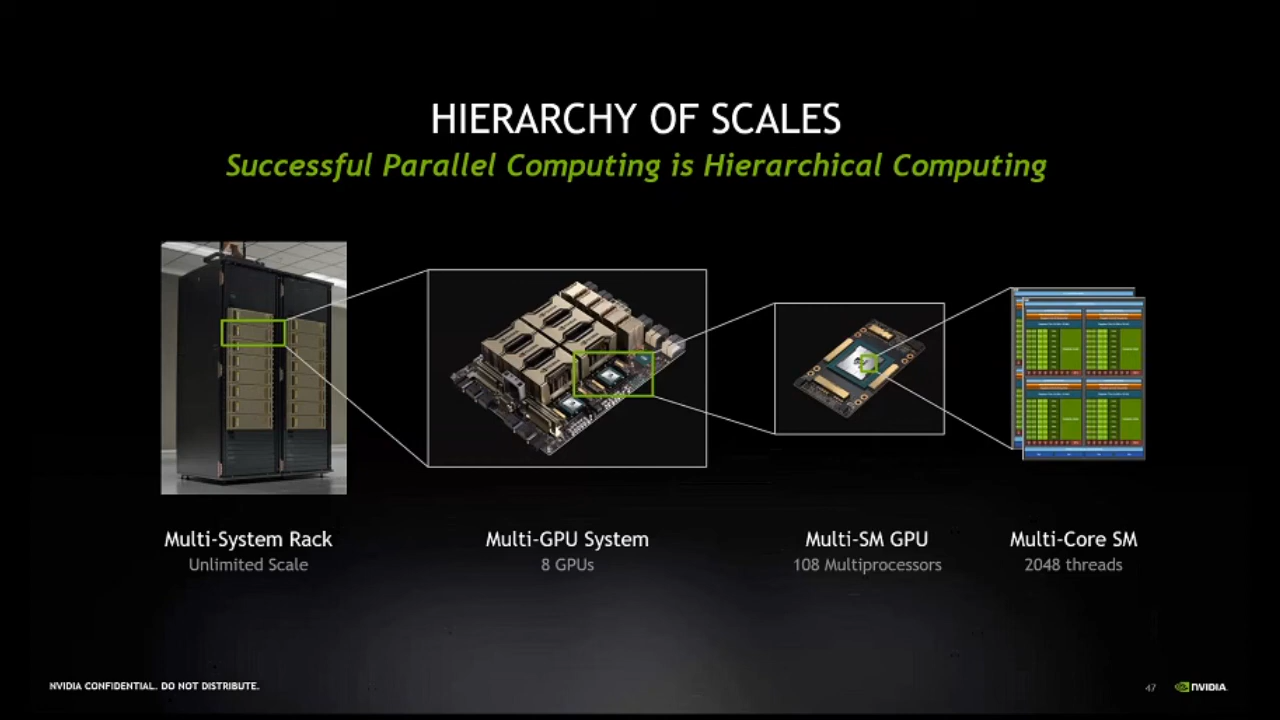 HIERARCHY OF SCALES
Successful Parallel Computing is Hierarchical Computing
Multi-System Rack
Unlimited Scale
Multi-GPU System
8 GPUs
Multi-SM GPU
108 Multiprocessors
Multi-Core SM
2048 threads
NVIDIA CONFIDENTIAL. DO NOT DISTRIBUTE.
47
NVIDIA.